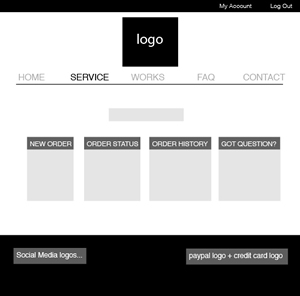 My Account Log Out
logo
HOME SERVICE WORKS FAQ CONTACT
NEW ORDER ORDER STATUS ORDER HISTORY GOT QUESTION?
Social Media logos...
paypal logo + credit card logo